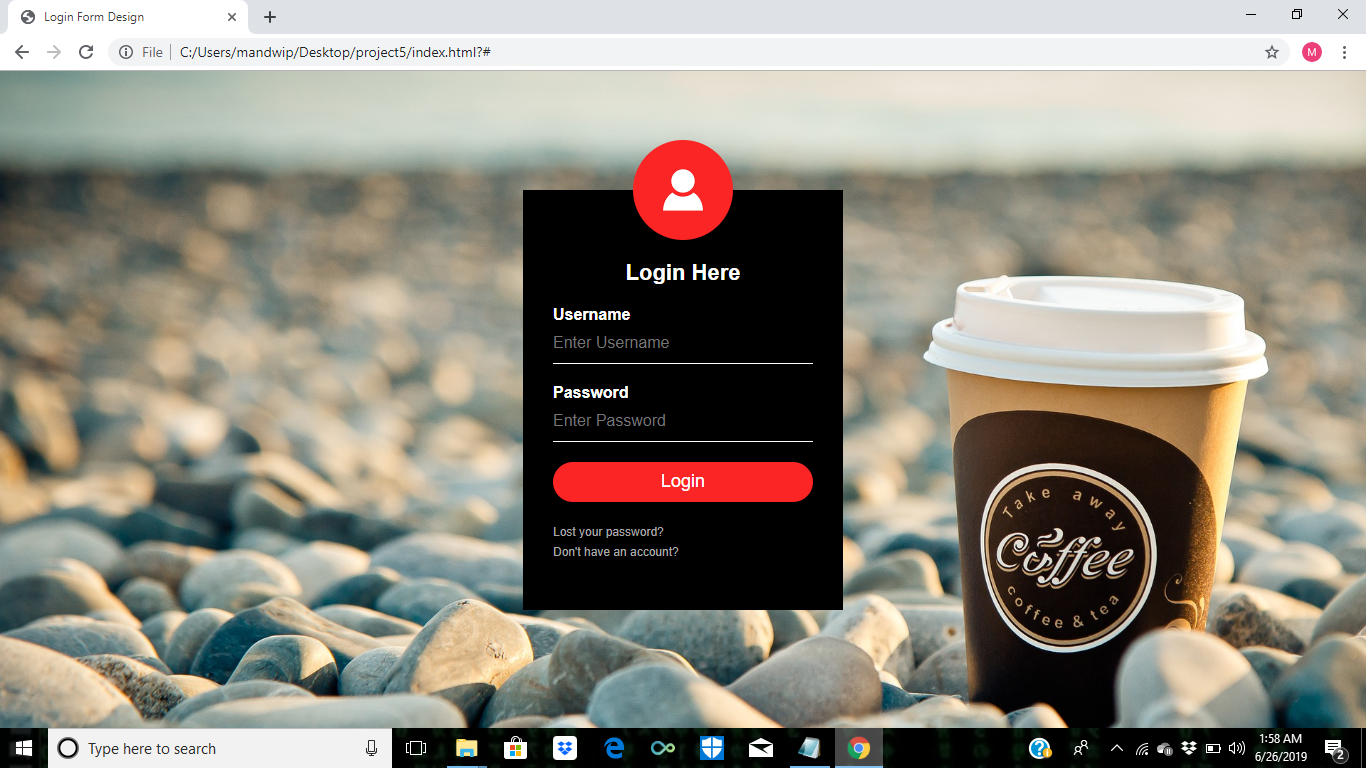 Login Form Design
File
C:/Users/mandwip/Desktop/project5/index.html?#
M
Login Here
Username
Enter Username
Password
Enter Password
Login
Lost your password?
Don't have an account?
Take away
Coffee
coffee & tea
Type here to search
1:58 AM
6/26/2019
2